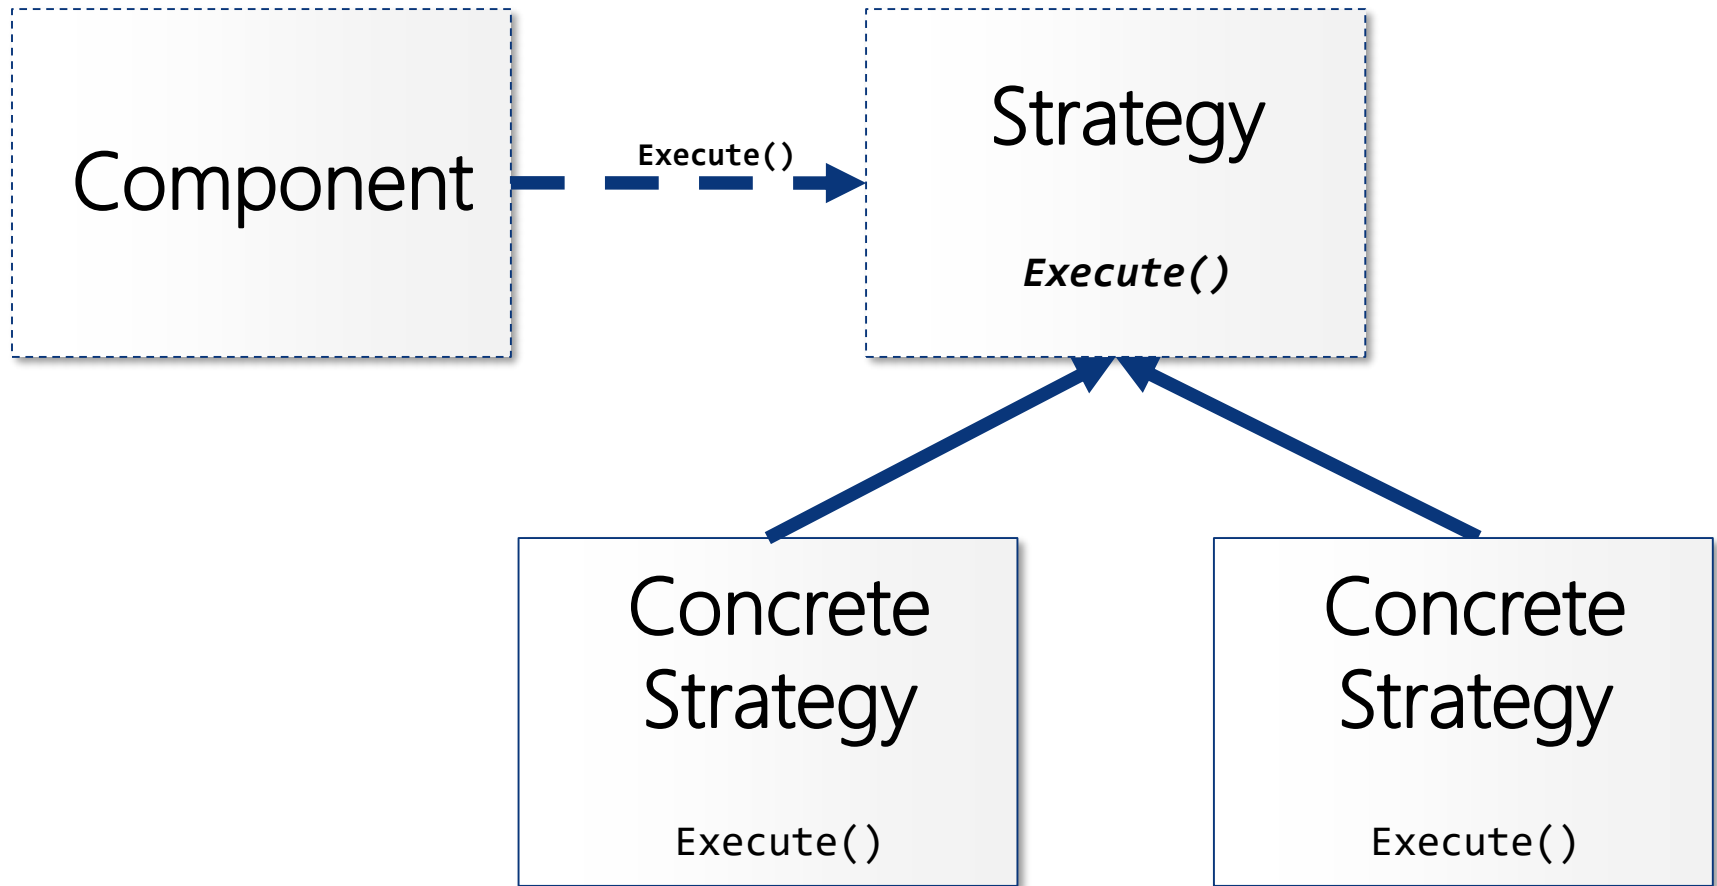 Component
Execute()
Strategy
Execute()
Concrete
Strategy
Execute()
Concrete
Strategy
Execute()